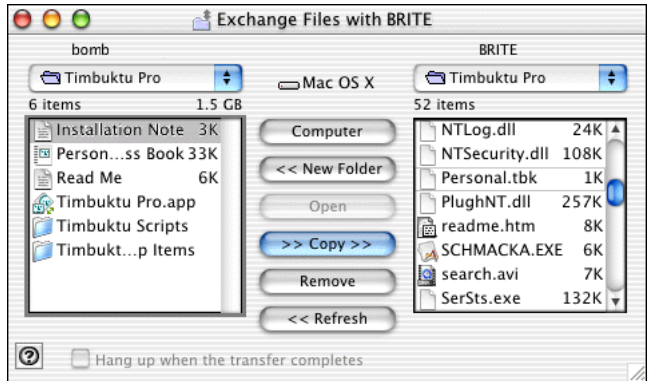 Exchange Files with BRITE
bomb
BRITE
Timbuktu Pro
Mac OS X
Timbuktu Pro
6 items 1.5 GB
52 items
Installation Note 3K
Person...ss Book 33K
Read Me 6K
Timbuktu Pro.app
Timbuktu Scripts
Timbukt...p Items
Computer
<< New Folder
Open
>> Copy >>
Remove
<< Refresh
NTLog.dll 24K
NTSecurity.dll 108K
Personal.tbk 1K
PlughNT.dll 257K
readme.htm 8K
SCHMACKA.EXE 6K
search.avi 7K
SerSts.exe 132K
? Hang up when the transfer completes